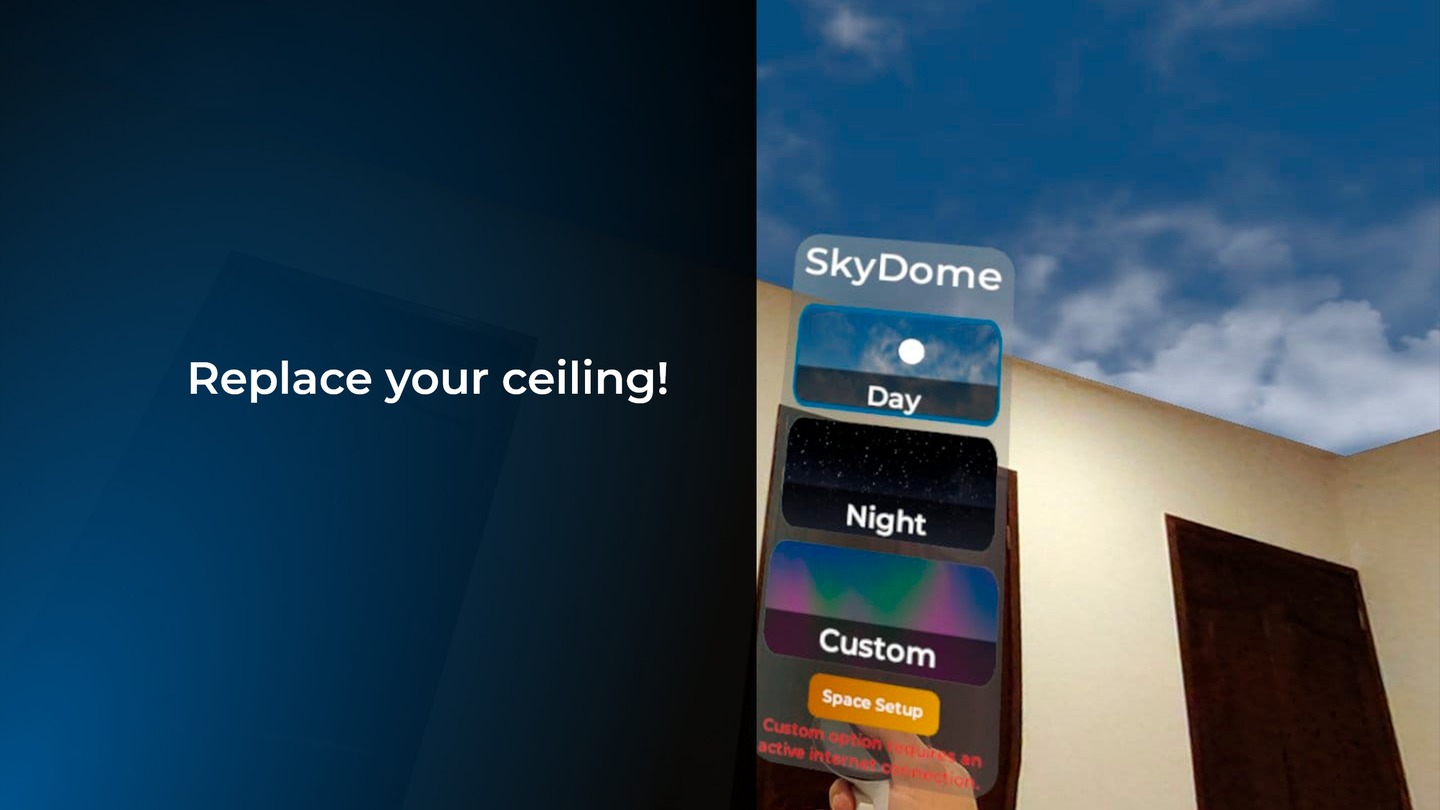 Replace your ceiling!
SkyDome
Day
Night
Custom
Space Setup
Custom option requires an
active internet connection.